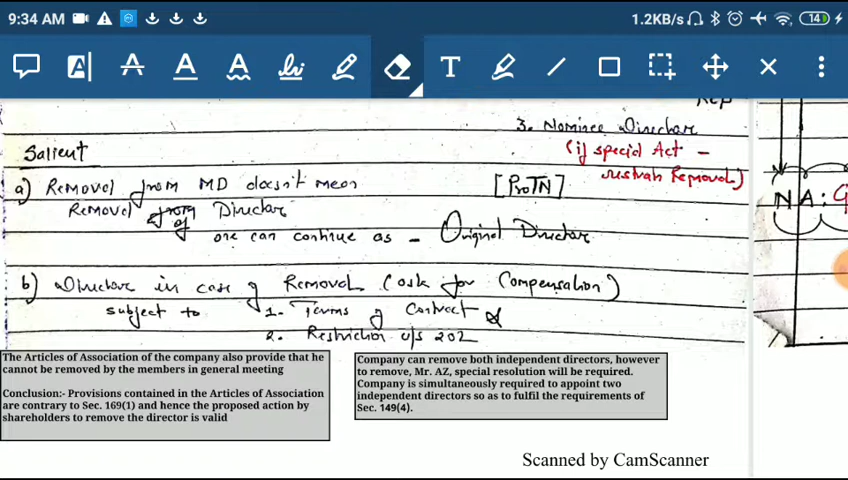 9:34 AM
1.2KB/s
14
T
3. Nominee Director
Salient
(if special Act -
a) Removal from MD doesn't mean
[ProTN]
restrain Removal)
Removal from Director
of
NA: G
one can continue as - Original Director
b) Director in case of Removal (ask for Compensation)
subject to 1. Terms of Contract &
2. Restriction u/s 202
The Articles of Association of the company also provide that he
cannot be removed by the members in general meeting
Conclusion:- Provisions contained in the Articles of Association
are contrary to Sec. 169(1) and hence the proposed action by
shareholders to remove the director is valid
Company can remove both independent directors, however
to remove, Mr. AZ, special resolution will be required.
Company is simultaneously required to appoint two
independent directors so as to fulfil the requirements of
Sec. 149(4).
Scanned by CamScanner